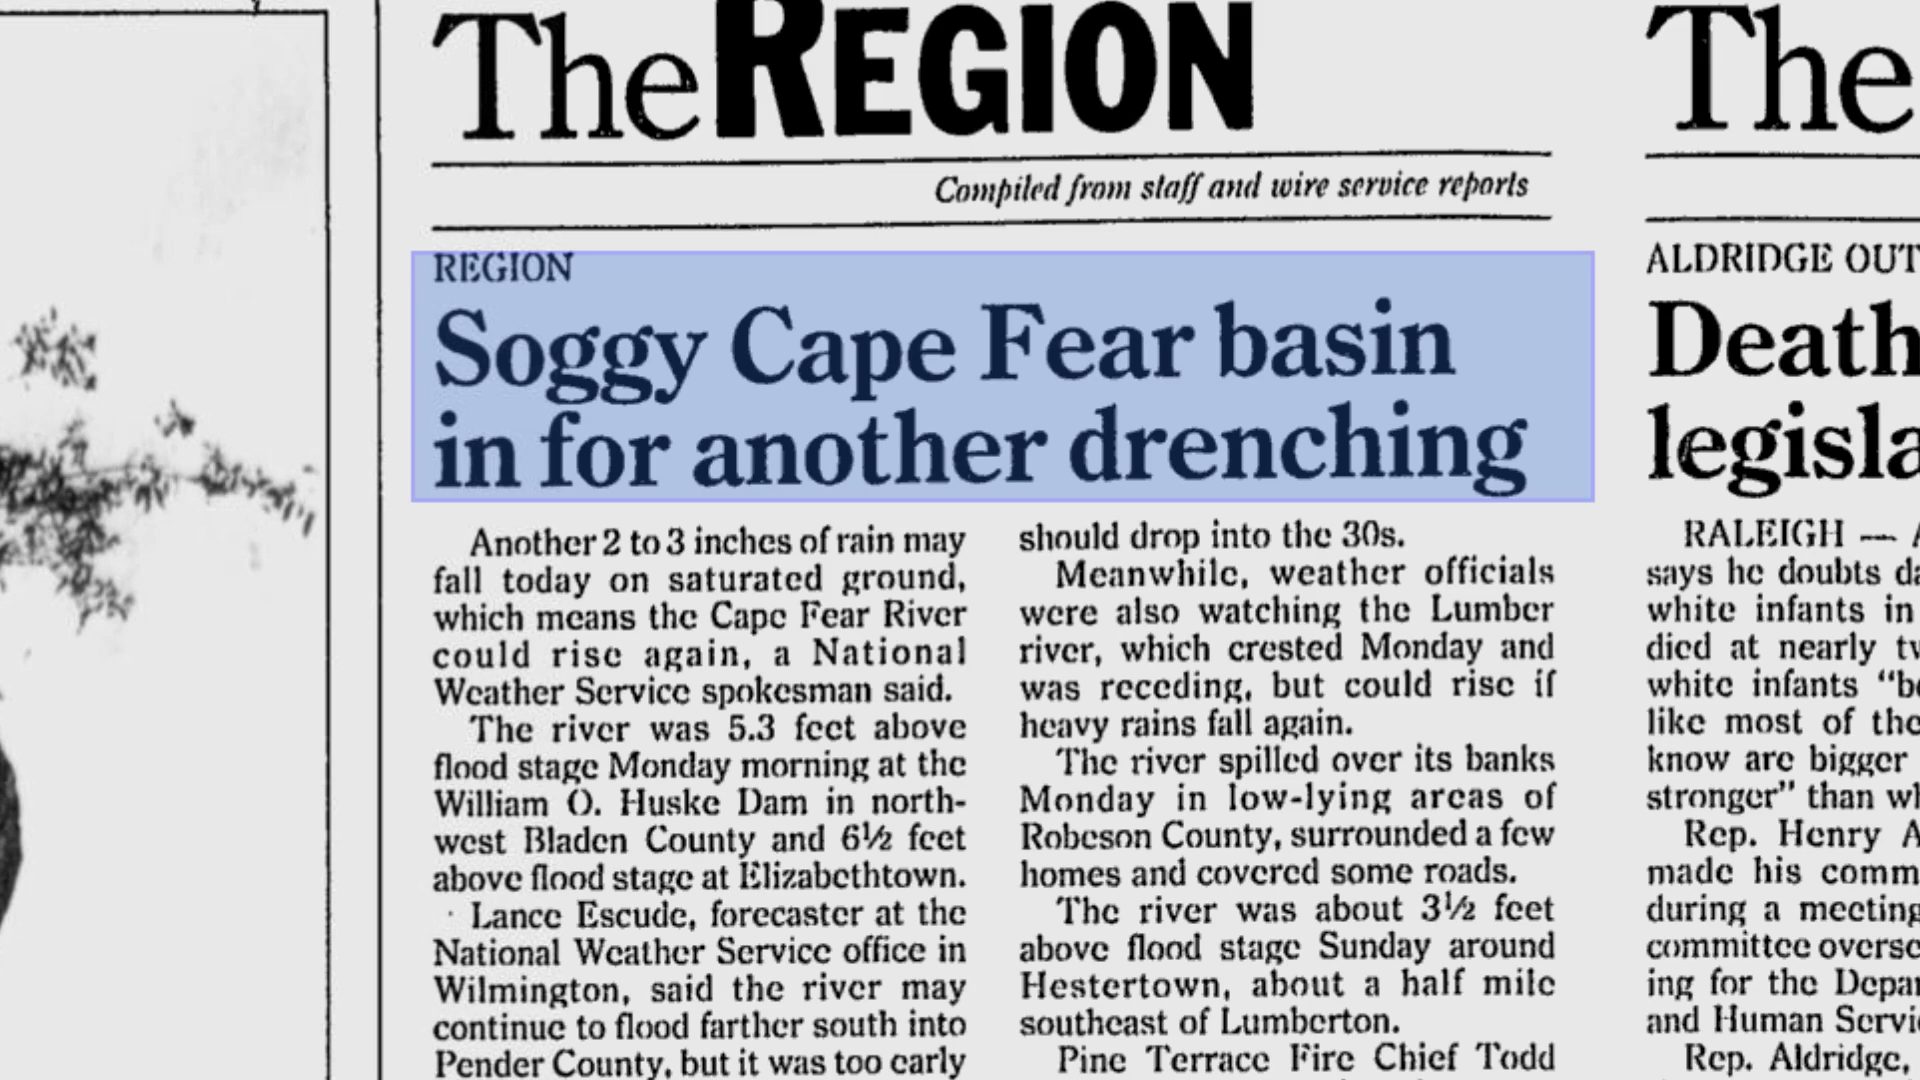 The REGION
Compiled from staff and wire service reports
REGION
Soggy Cape Fear basin
in for another drenching
Another 2 to 3 inches of rain may
fall today on saturated ground,
which means the Cape Fear River
could rise again, a National
Weather Service spokesman said.
The river was 5.3 feet above
flood stage Monday morning at the
William O. Huske Dam in north-
west Bladen County and 6½ feet
above flood stage at Elizabethtown.
Lance Escude, forecaster at the
National Weather Service office in
Wilmington, said the river may
continue to flood farther south into
Pender County, but it was too early
should drop into the 30s.
Meanwhile, weather officials
were also watching the Lumber
river, which crested Monday and
was receding, but could rise if
heavy rains fall again.
The river spilled over its banks
Monday in low-lying areas of
Robeson County, surrounded a few
homes and covered some roads.
The river was about 3½ feet
above flood stage Sunday around
Hestertown, about a half mile
southeast of Lumberton.
Pine Terrace Fire Chief Todd
The
ALDRIDGE OUT
Death
legisla
RALEIGH — A
says he doubts da
white infants in
died at nearly tw
white infants "be
like most of the
know are bigger
stronger" than wh
Rep. Henry A
made his comm
during a meeting
committee overse
ing for the Depar
and Human Servic
Rep. Aldridge,